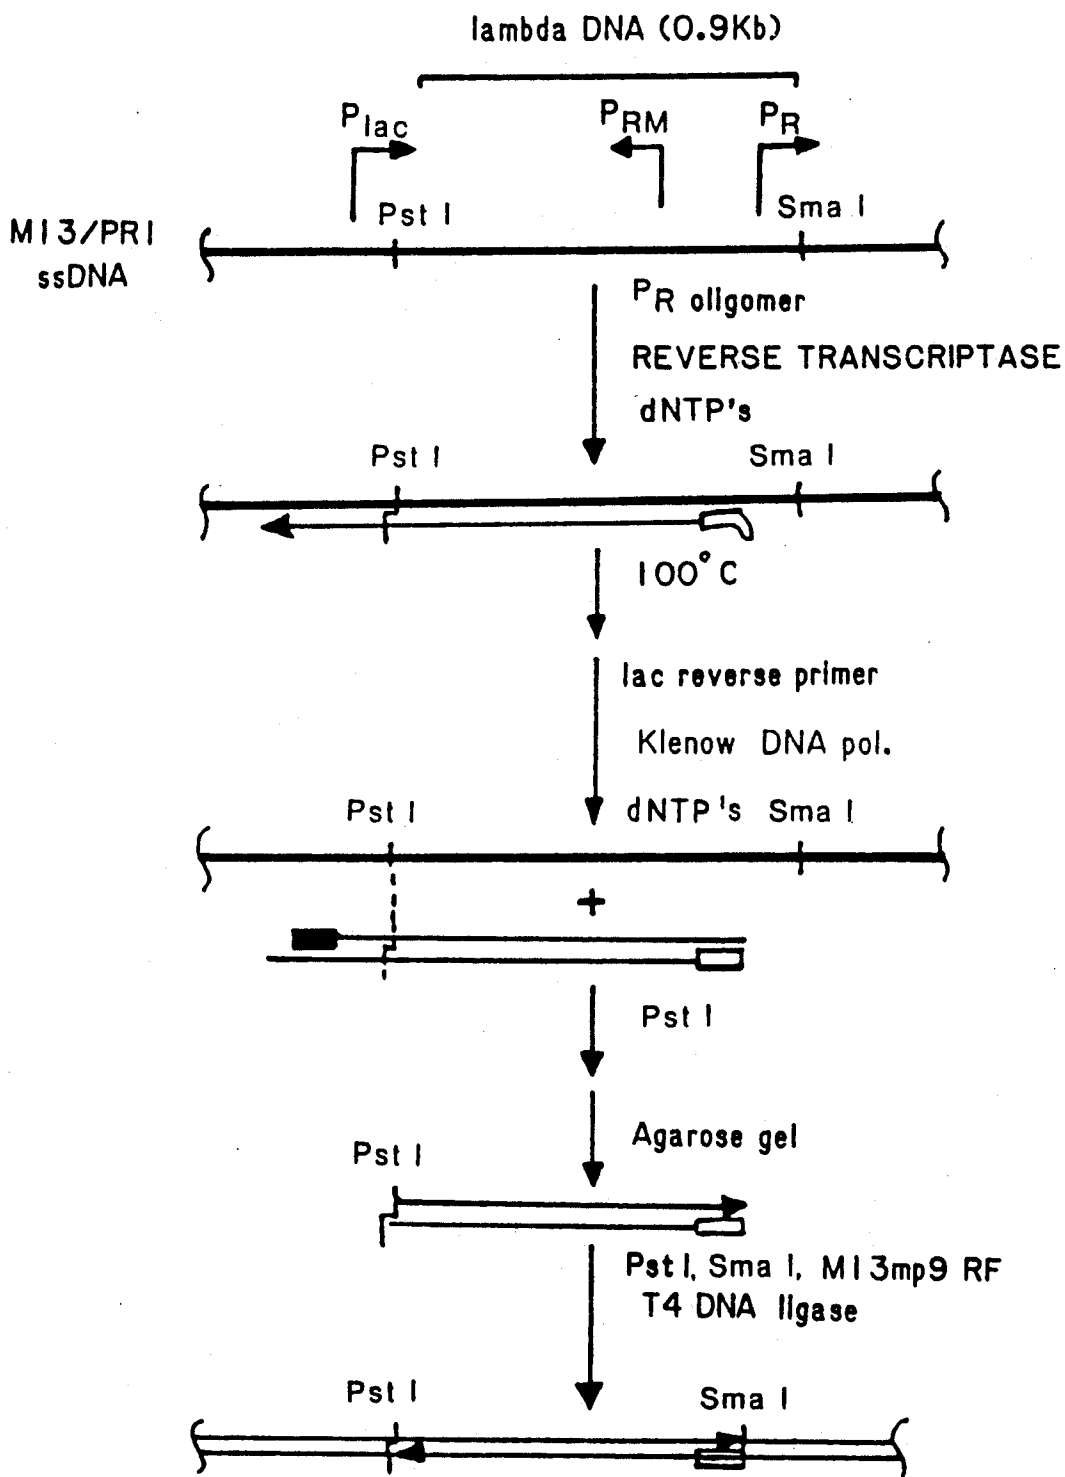 lambda DNA (0.9Kb)
Plac
PRM
PR
Pst I
Sma I
M13/PR1
ssDNA
PR oligomer
REVERSE TRANSCRIPTASE
dNTP's
Pst I
Sma I
100°C
lac reverse primer
Klenow DNA pol.
Pst I
dNTP's
Sma I
+
Pst I
Agarose gel
Pst I
Pst I, Sma I, M13mp9 RF
T4 DNA ligase
Pst I
Sma I